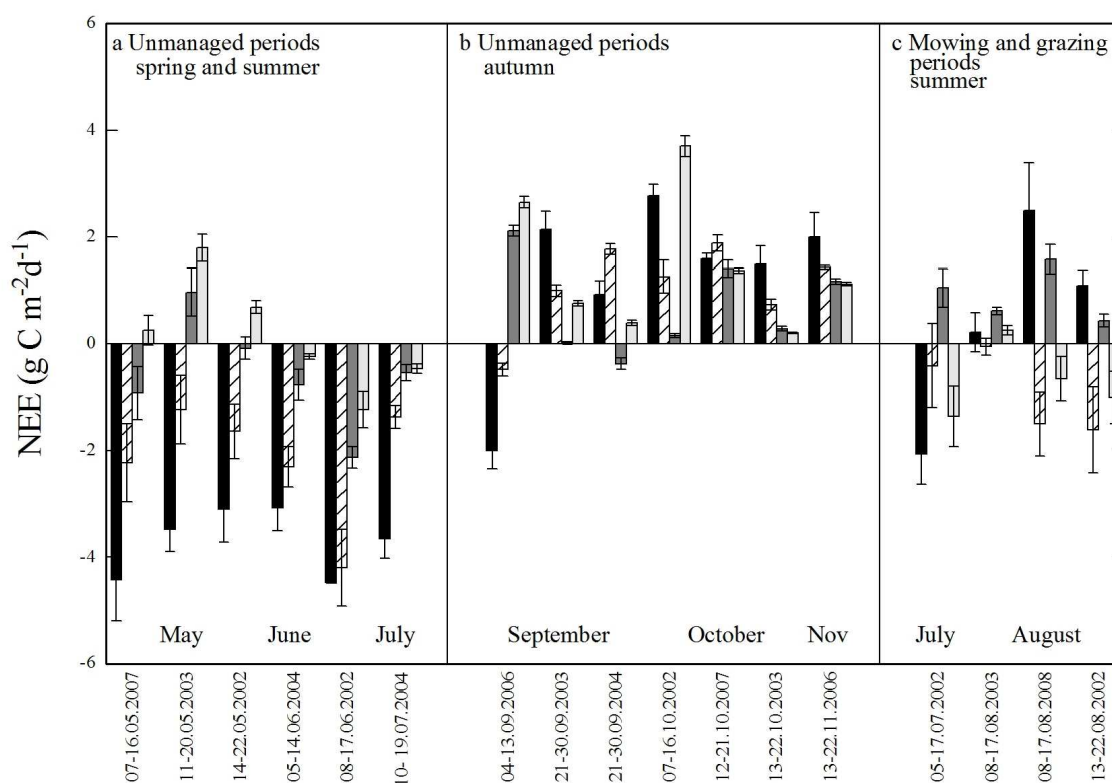 6
4
2
0
-2
-4
-6
NEE (g C m⁻²d⁻¹)
a Unmanaged periods
spring and summer
b Unmanaged periods
autumn
c Mowing and grazing
periods
summer
May
June
July
September
October
Nov
July
August
07-16.05.2007
11-20.05.2003
14-22.05.2002
05-14.06.2004
08-17.06.2002
10- 19.07.2004
04-13.09.2006
21-30.09.2003
21-30.09.2004
07-16.10.2002
12-21.10.2007
13-22.10.2003
13-22.11.2006
05-17.07.2002
08-17.08.2003
08-17.08.2008
13-22.08.2002